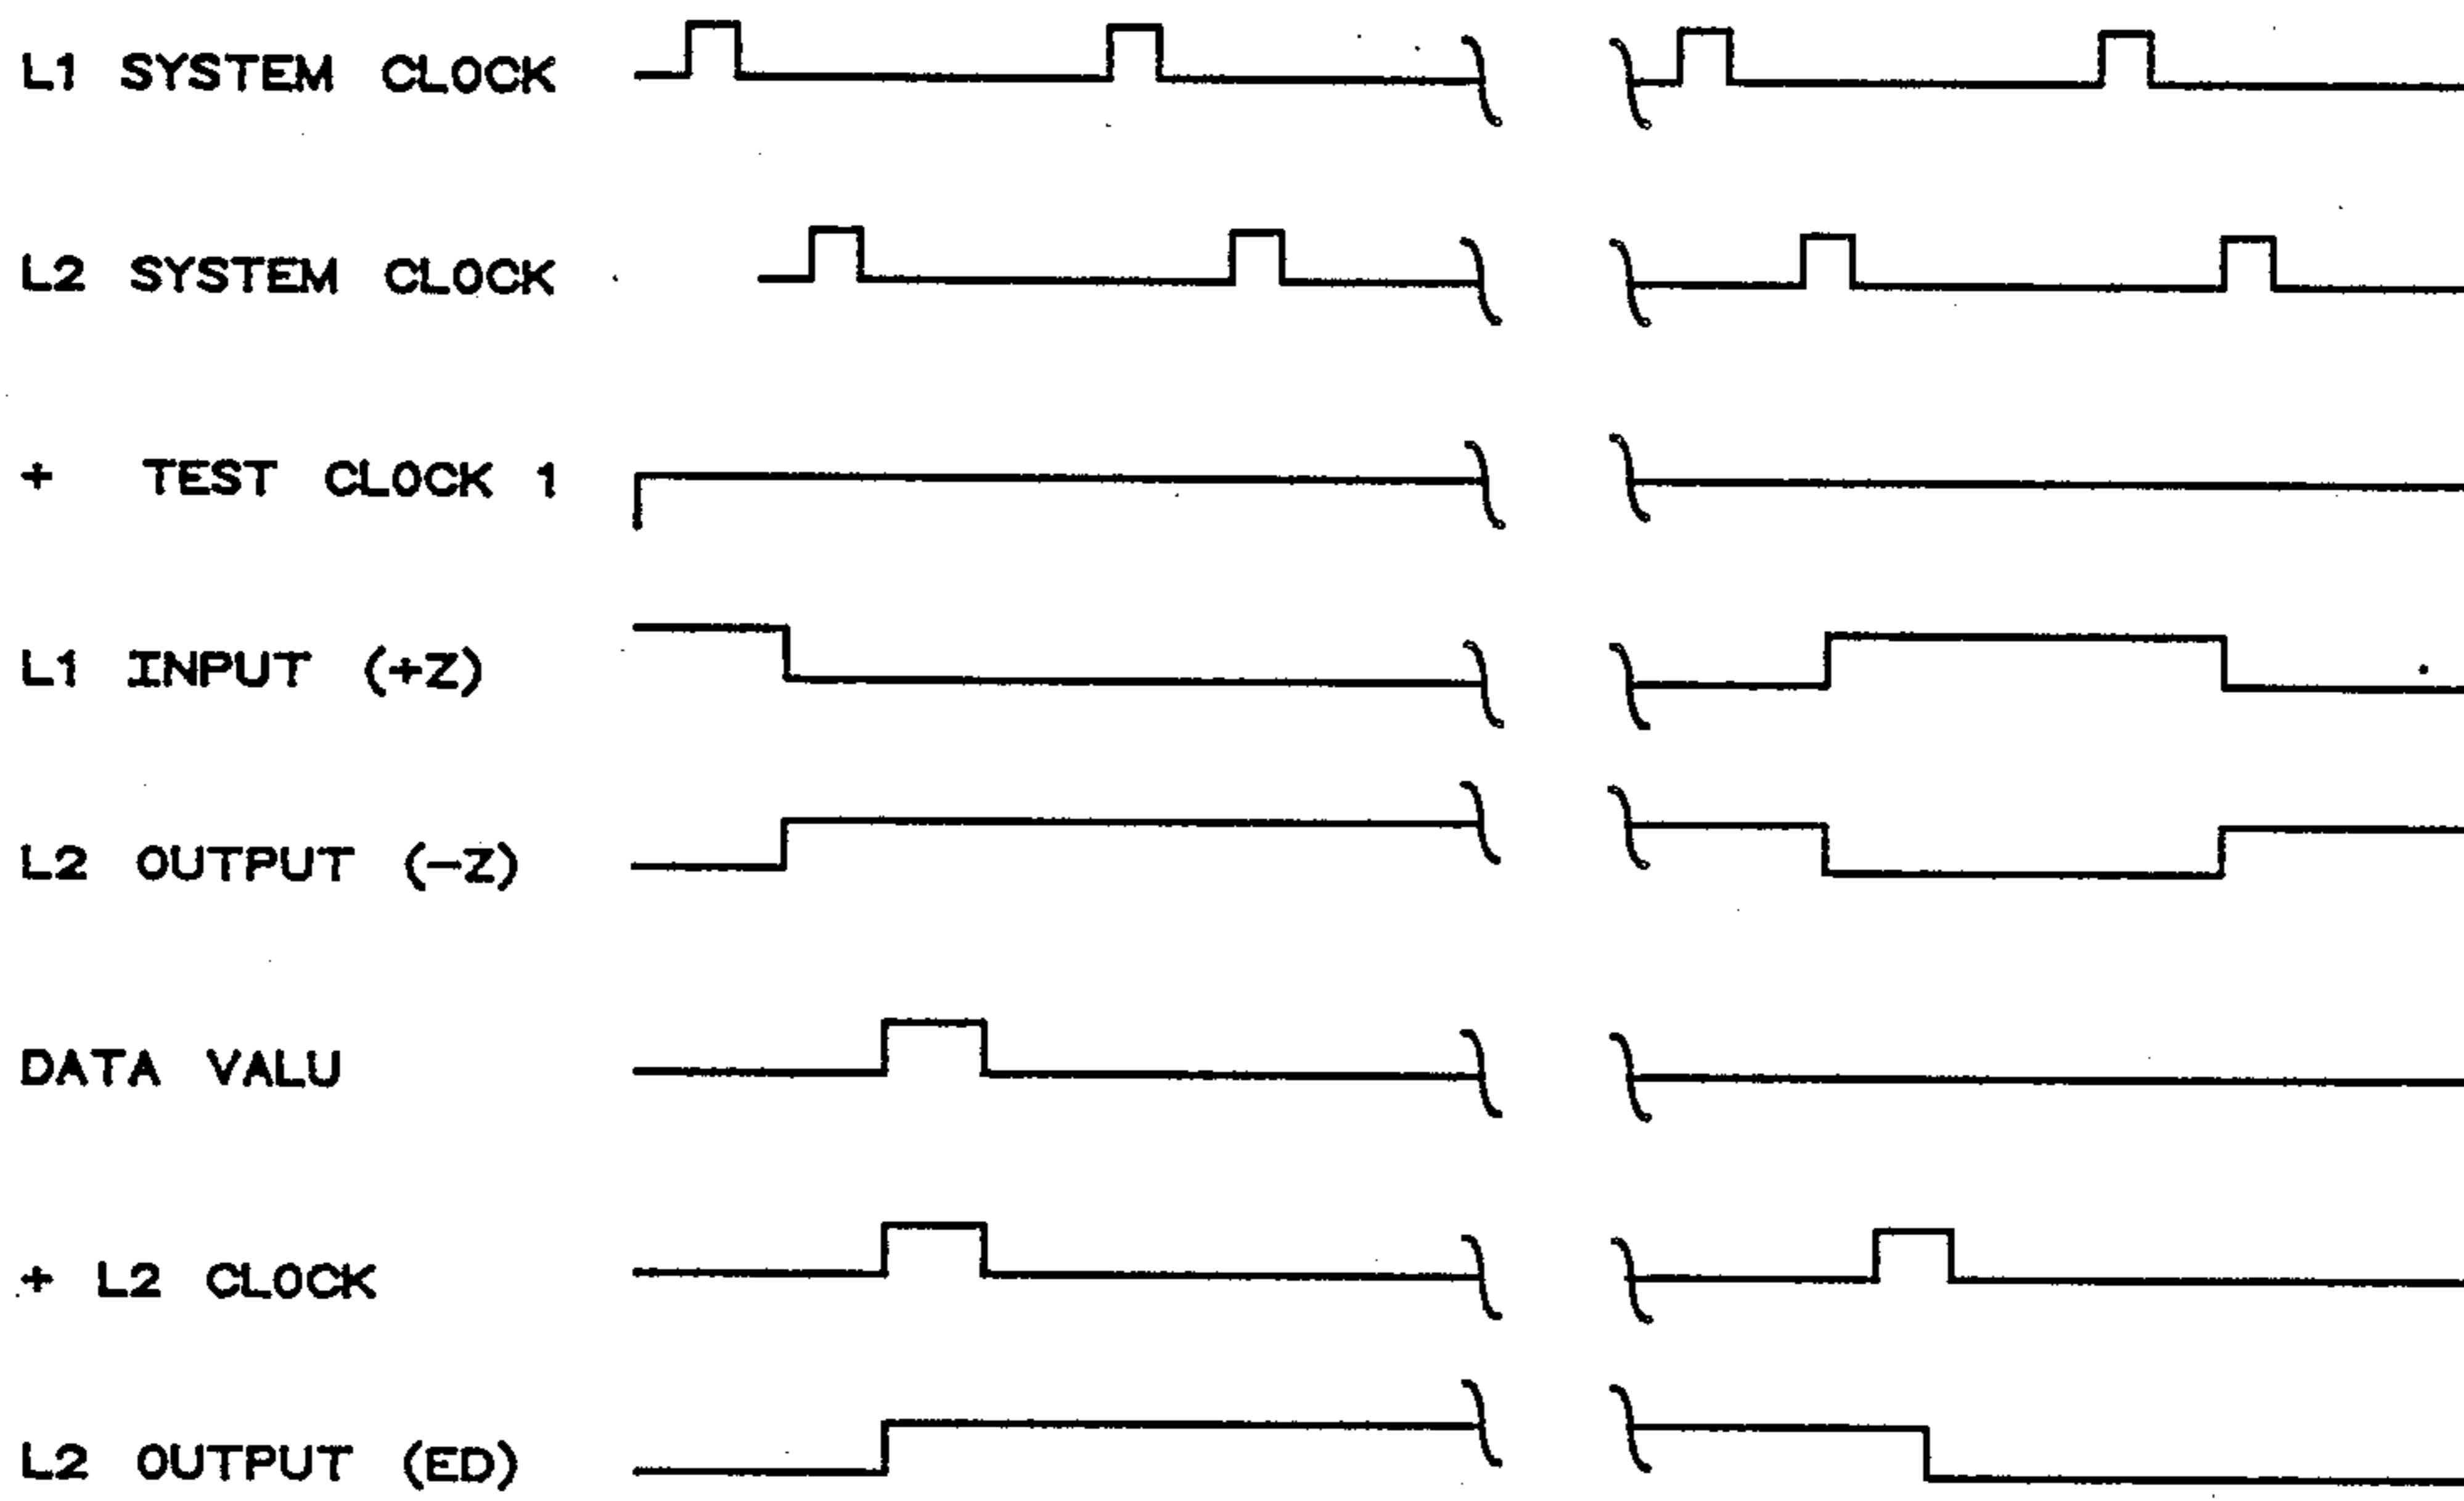 L1 SYSTEM CLOCK
L2 SYSTEM CLOCK
+ TEST CLOCK 1
L1 INPUT (+Z)
L2 OUTPUT (-Z)
DATA VALU
+ L2 CLOCK
L2 OUTPUT (ED)